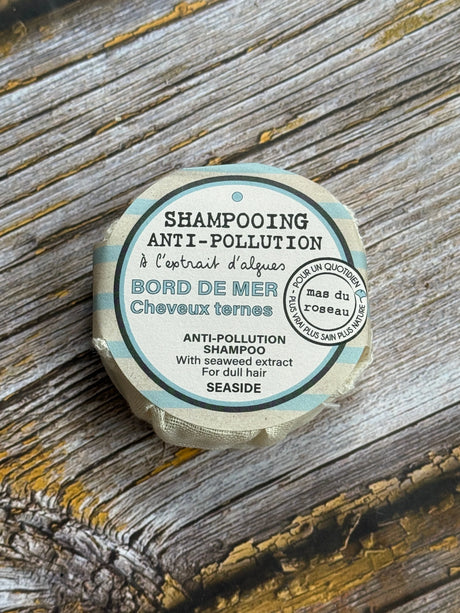 SHAMPOOING
ANTI-POLLUTION
À l'extrait d'algues
BORD DE MER
Cheveux ternes
ANTI-POLLUTION
SHAMPOO
With seaweed extract
For dull hair
SEASIDE
POUR UN QUOTIDIEN
mas du
roseau
PLUS VRAI PLUS SAIN PLUS NATURE